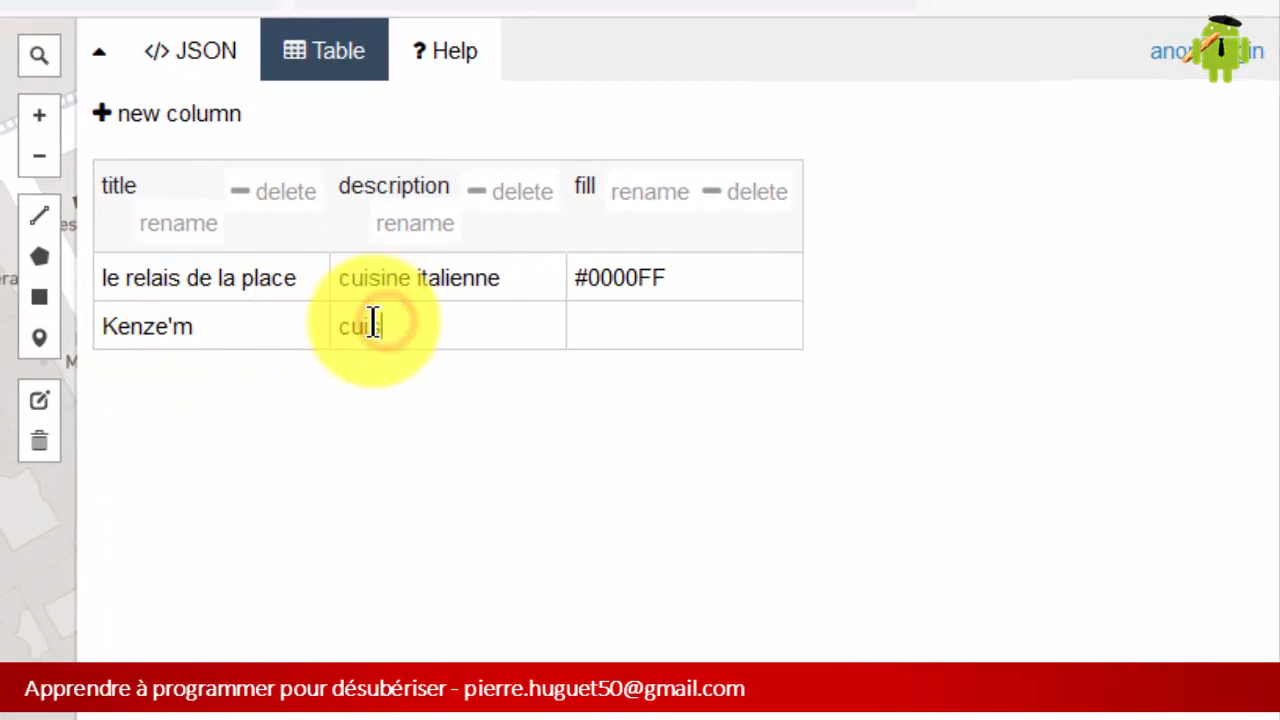 </> JSON Table ? Help
+ new column
title - delete description - delete fill rename - delete
rename rename
le relais de la place cuisine italienne #0000FF
Kenze'm
Apprendre à programmer pour désubériser - pierre.huguet50@gmail.com